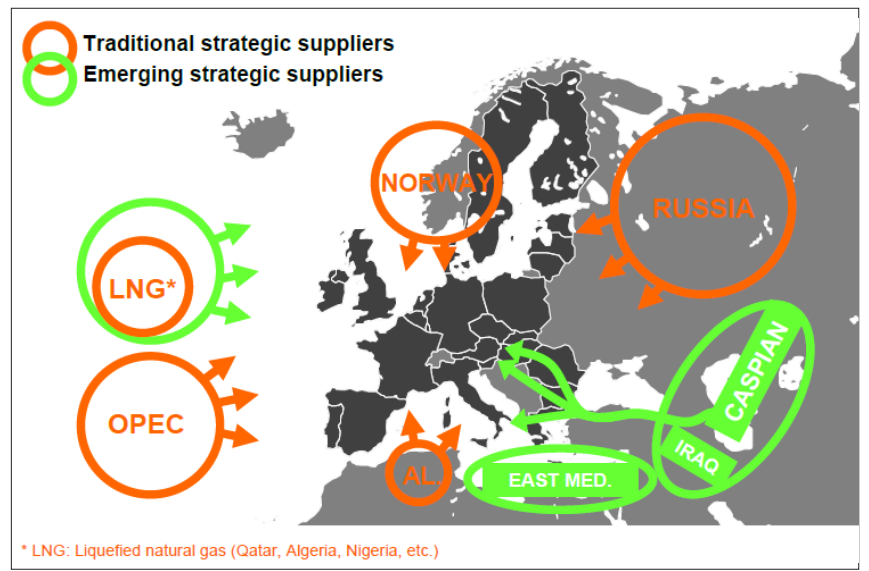 Traditional strategic suppliers
Emerging strategic suppliers
NORWAY
RUSSIA
LNG*
OPEC
CASPIAN
IRAQ
AL.
EAST MED.
* LNG: Liquefied natural gas (Qatar, Algeria, Nigeria, etc.)